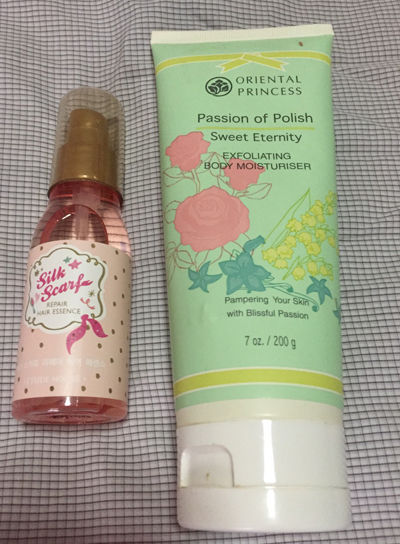 Silk
Scarf
REPAIR
HAIR ESSENCE
ORIENTAL
PRINCESS
Passion of Polish
Sweet Eternity
EXFOLIATING
BODY MOISTURISER
Pampering Your Skin
with Blissful Passion
7 oz. / 200 g